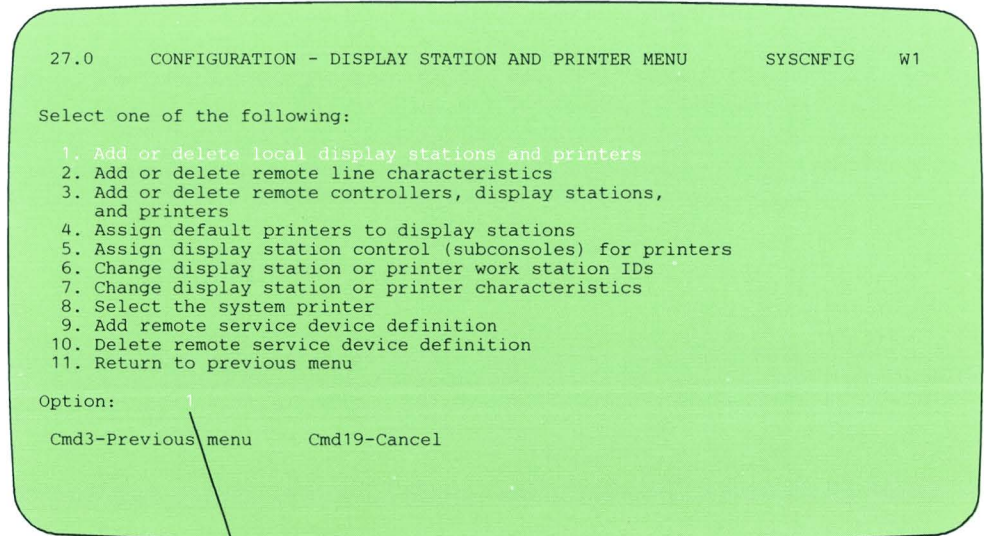 27.0 CONFIGURATION - DISPLAY STATION AND PRINTER MENU SYSCNFIG W1
Select one of the following:
1. Add or delete local display stations and printers
2. Add or delete remote line characteristics
3. Add or delete remote controllers, display stations,
and printers
4. Assign default printers to display stations
5. Assign display station control (subconsoles) for printers
6. Change display station or printer work station IDs
7. Change display station or printer characteristics
8. Select the system printer
9. Add remote service device definition
10. Delete remote service device definition
11. Return to previous menu
Option: 1
Cmd3-Previous menu Cmd19-Cancel